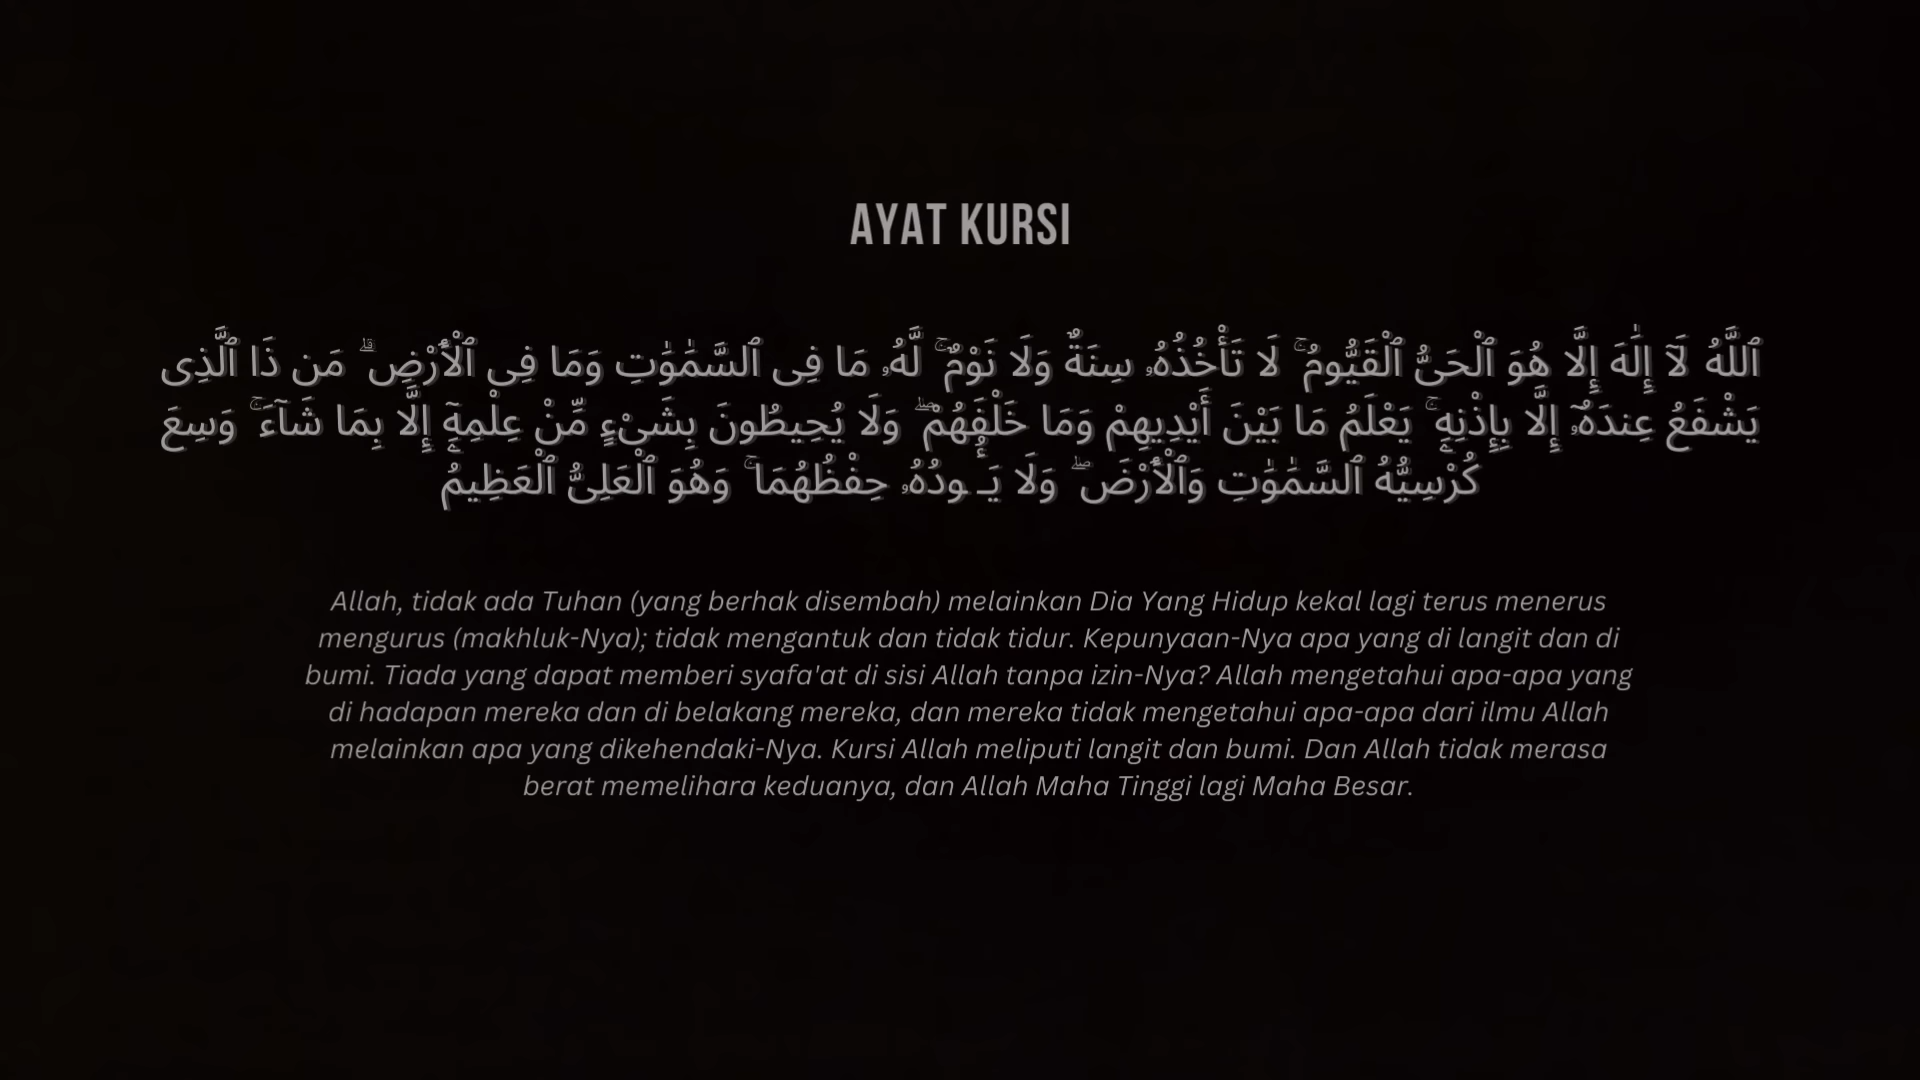 AYAT KURSI
ٱللَّهُ لَآ إِلَٰهَ إِلَّا هُوَ ٱلْحَىُّ ٱلْقَيُّومُ ۚ لَا تَأْخُذُهُۥ سِنَةٌ وَلَا نَوْمٌ ۚ لَّهُۥ مَا فِى ٱلسَّمَٰوَٰتِ وَمَا فِى ٱلْأَرْضِ ۗ مَن ذَا ٱلَّذِى
يَشْفَعُ عِندَهُۥٓ إِلَّا بِإِذْنِهِۦ ۚ يَعْلَمُ مَا بَيْنَ أَيْدِيهِمْ وَمَا خَلْفَهُمْ ۖ وَلَا يُحِيطُونَ بِشَىْءٍ مِّنْ عِلْمِهِۦٓ إِلَّا بِمَا شَآءَ ۚ وَسِعَ
كُرْسِيُّهُ ٱلسَّمَٰوَٰتِ وَٱلْأَرْضَ ۖ وَلَا يَـُٔودُهُۥ حِفْظُهُمَا ۚ وَهُوَ ٱلْعَلِىُّ ٱلْعَظِيمُ
Allah, tidak ada Tuhan (yang berhak disembah) melainkan Dia Yang Hidup kekal lagi terus menerus
mengurus (makhluk-Nya); tidak mengantuk dan tidak tidur. Kepunyaan-Nya apa yang di langit dan di
bumi. Tiada yang dapat memberi syafa'at di sisi Allah tanpa izin-Nya? Allah mengetahui apa-apa yang
di hadapan mereka dan di belakang mereka, dan mereka tidak mengetahui apa-apa dari ilmu Allah
melainkan apa yang dikehendaki-Nya. Kursi Allah meliputi langit dan bumi. Dan Allah tidak merasa
berat memelihara keduanya, dan Allah Maha Tinggi lagi Maha Besar.